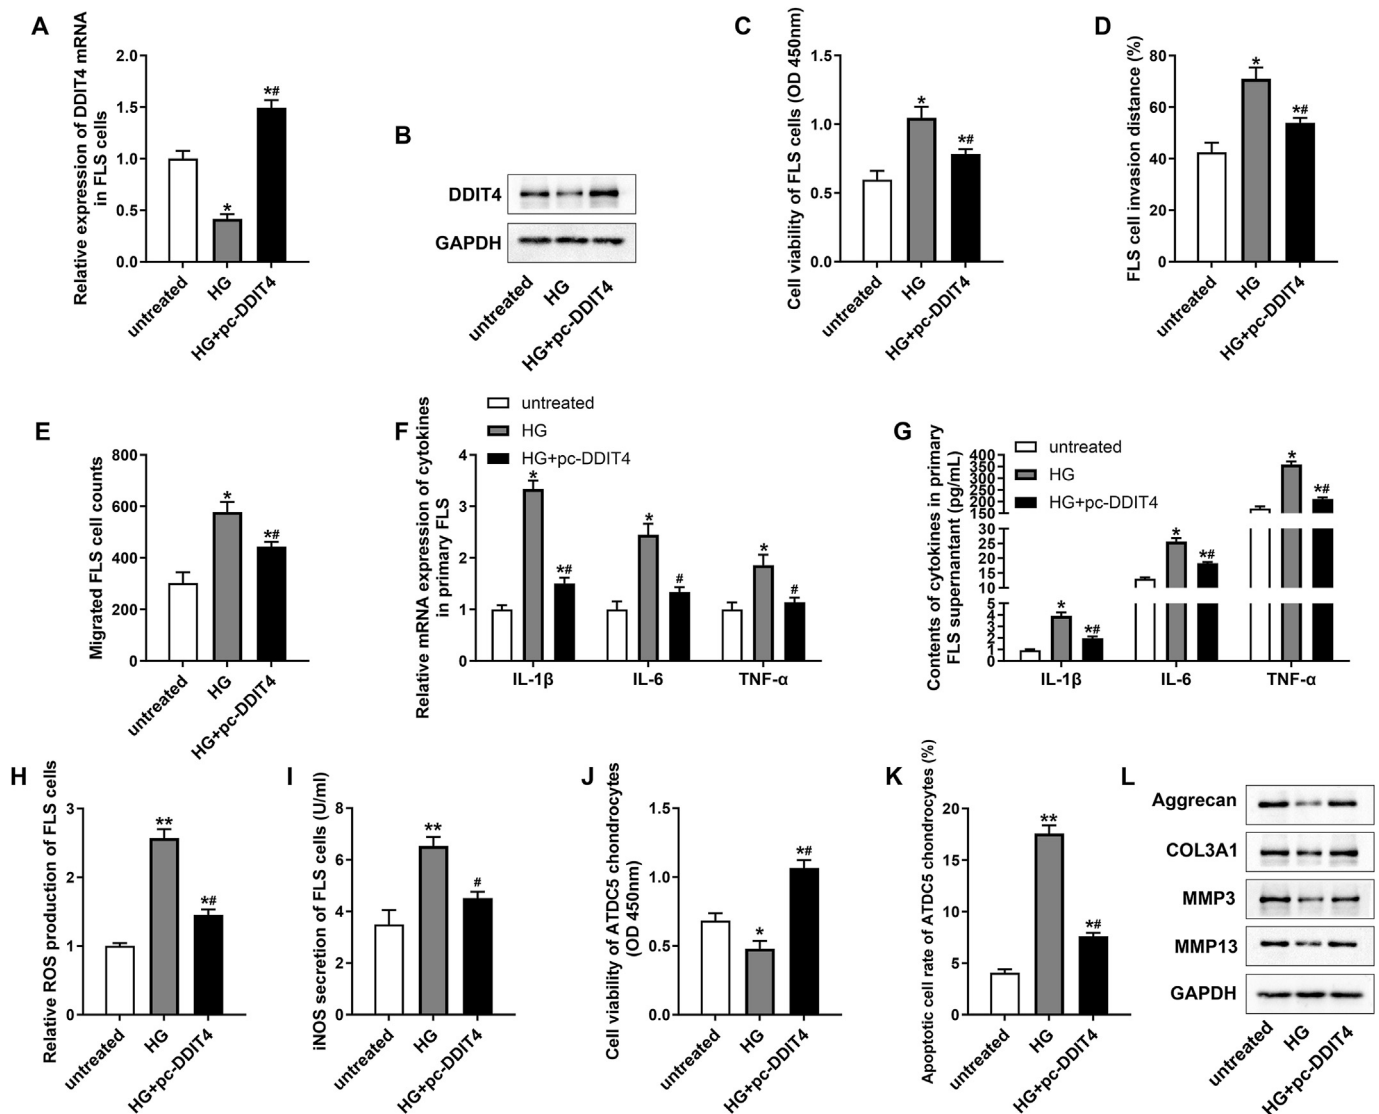 A
Relative expression of DDIT4 mRNA
in FLS cells
2.0
1.5
1.0
0.5
0.0
*
*#
untreated
HG
HG+pc-DDIT4
B
DDIT4
GAPDH
untreated
HG
HG+pc-DDIT4
C
Cell viability of FLS cells (OD 450nm)
1.5
1.0
0.5
0.0
*
*#
untreated
HG
HG+pc-DDIT4
D
FLS cell invasion distance (%)
80
60
40
20
0
*
*#
untreated
HG
HG+pc-DDIT4
E
Migrated FLS cell counts
800
600
400
200
0
*
*#
untreated
HG
HG+pc-DDIT4
F
untreated
HG
HG+pc-DDIT4
Relative mRNA expression of cytokines
in primary FLS
4
3
2
1
0
*
*#
*
#
*
#
IL-1β
IL-6
TNF-α
G
untreated
HG
HG+pc-DDIT4
Contents of cytokines in primary
FLS supernantant (pg/mL)
400
350
300
250
200
150
30
25
20
15
10
5
4
3
2
1
0
*
*#
*
*#
*
*#
IL-1β
IL-6
TNF-α
H
Relative ROS production of FLS cells
3
2
1
0
**
*#
untreated
HG
HG+pc-DDIT4
I
iNOS secretion of FLS cells (U/ml)
8
6
4
2
0
**
#
untreated
HG
HG+pc-DDIT4
J
Cell viability of ATDC5 chondrocytes
(OD 450nm)
1.5
1.0
0.5
0.0
*
*#
untreated
HG
HG+pc-DDIT4
K
Apoptotic cell rate of ATDC5 chondrocytes (%)
20
15
10
5
0
**
*#
untreated
HG
HG+pc-DDIT4
L
Aggrecan
COL3A1
MMP3
MMP13
GAPDH
untreated
HG
HG+pc-DDIT4